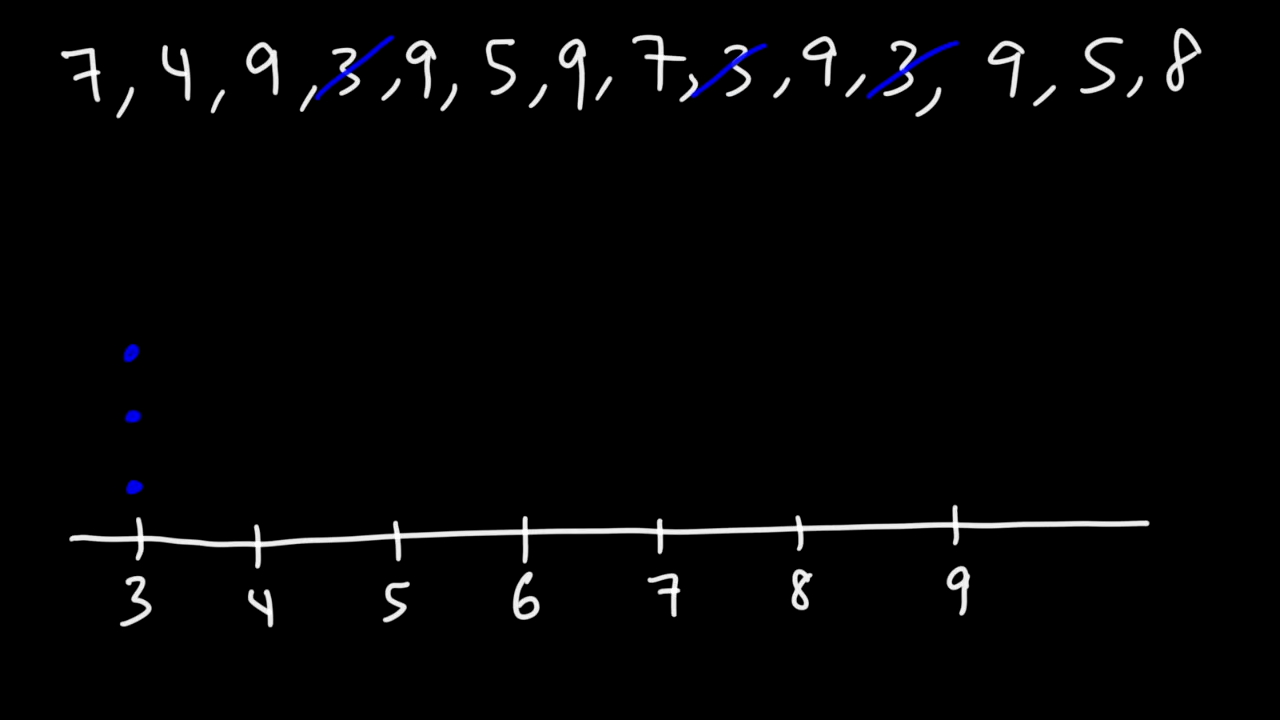 7, 4, 9, 3, 9, 5, 9, 7, 3, 9, 3, 9, 5, 8
3 4 5 6 7 8 9